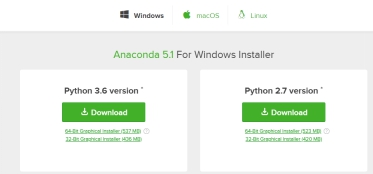 Windows
macOS
Linux
Anaconda 5.1 For Windows Installer
Python 3.6 version *
Download
64-Bit Graphical Installer (537 MB) ?
32-Bit Graphical Installer (436 MB)
Python 2.7 version *
Download
64-Bit Graphical Installer (523 MB) ?
32-Bit Graphical Installer (420 MB)